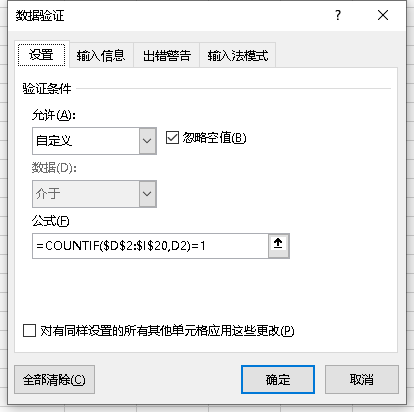 数据验证
?
设置 输入信息 出错警告 输入法模式
验证条件
允许(A):
自定义 忽略空值(B)
数据(D):
介于
公式(F)
=COUNTIF($D$2:$I$20,D2)=1
对有同样设置的所有其他单元格应用这些更改(P)
全部清除(C) 确定 取消